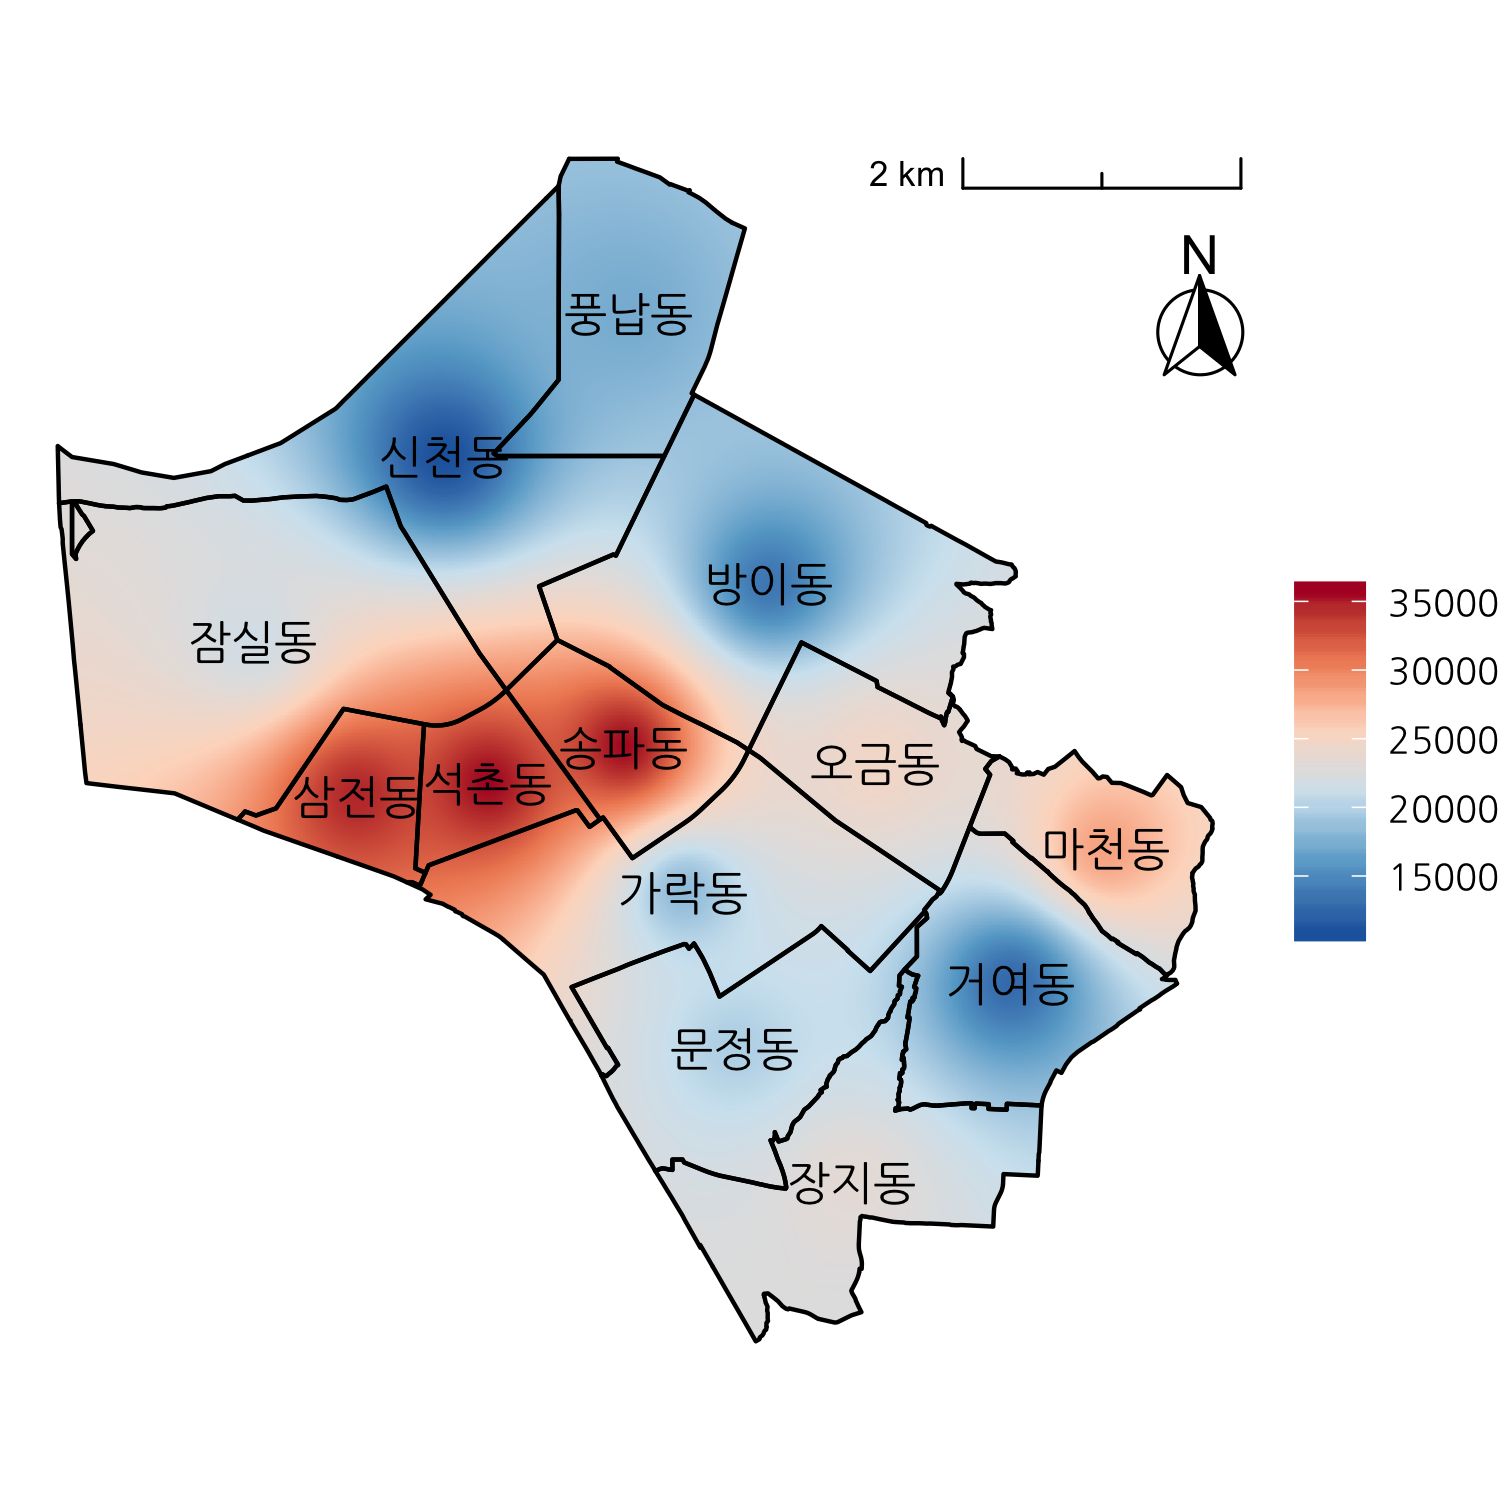 2 km
N
풍납동
신천동
방이동
잠실동
송파동
오금동
삼전동
석촌동
마천동
가락동
거여동
문정동
장지동
35000
30000
25000
20000
15000